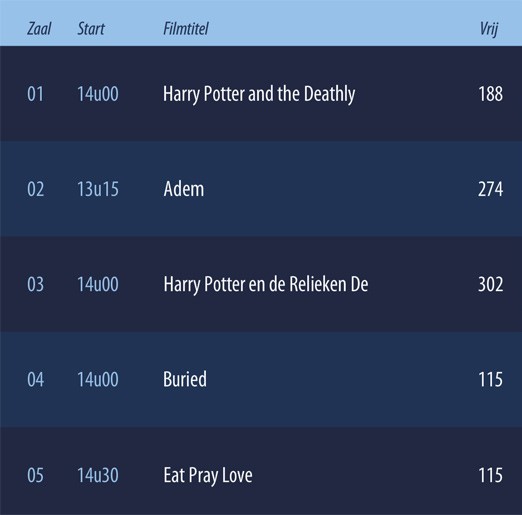 Zaal Start Filmtitel Vrij
01 14u00 Harry Potter and the Deathly 188
02 13u15 Adem 274
03 14u00 Harry Potter en de Relieken De 302
04 14u00 Buried 115
05 14u30 Eat Pray Love 115